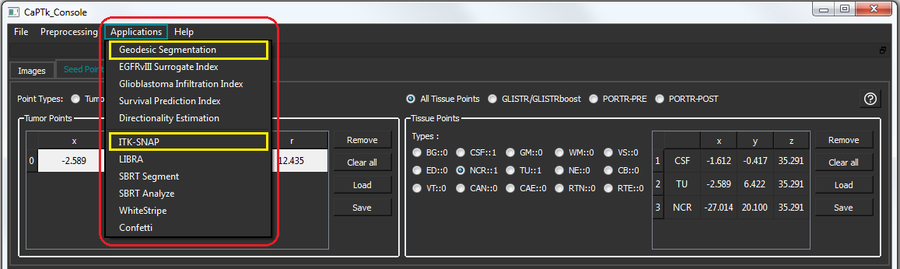 CaPTk_Console
File Preprocessing Applications Help
Geodesic Segmentation
EGFRvIII Surrogate Index
Glioblastoma Infiltration Index
Survival Prediction Index
Directionality Estimation
ITK-SNAP
LIBRA
SBRT Segment
SBRT Analyze
WhiteStripe
Confetti
Images Seed Poin
Point Types: Tumo
All Tissue Points GLISTR/GLISTRboost PORTR-PRE PORTR-POST
Tumor Points
x r
0 -2.589 12.435
Remove
Clear all
Load
Save
Tissue Points
Types :
BG::0 CSF::1 GM::0 WM::0 VS::0
ED::0 NCR::1 TU::1 NE::0 CB::0
VT::0 CAN::0 CAE::0 RTN::0 RTE::0
x y z
1 CSF -1.612 -0.417 35.291
2 TU -2.589 6.422 35.291
3 NCR -27.014 20.100 35.291
Remove
Clear all
Load
Save